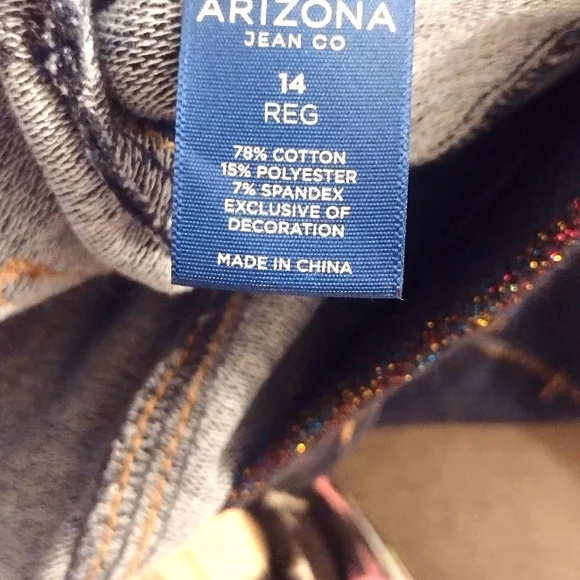 ARIZONA
JEAN CO
14
REG
78% COTTON
15% POLYESTER
7% SPANDEX
EXCLUSIVE OF
DECORATION
MADE IN CHINA